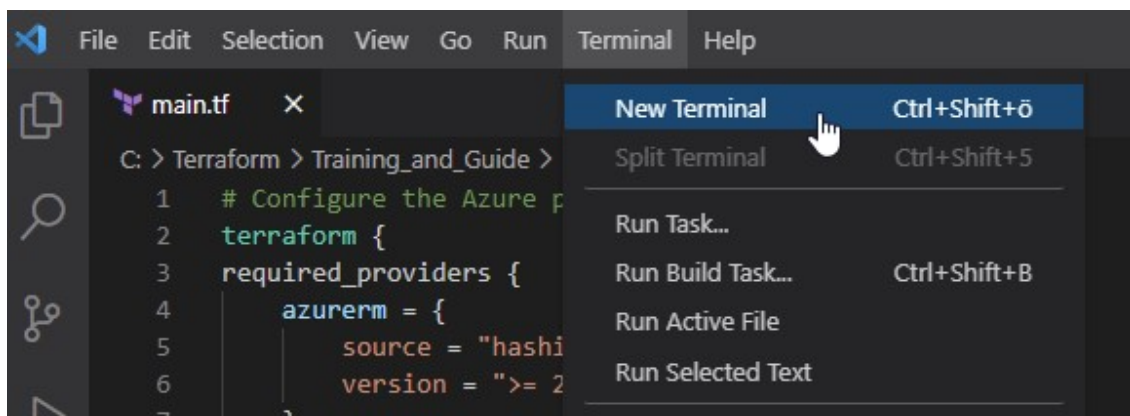 File Edit Selection View Go Run Terminal Help
main.tf
C: > Terraform > Training_and_Guide >
1 # Configure the Azure
2 terraform {
3 required_providers {
4 azurerm = {
5 source = "hashi
6 version = ">= 2
New Terminal Ctrl+Shift+ö
Split Terminal Ctrl+Shift+5
Run Task...
Run Build Task... Ctrl+Shift+B
Run Active File
Run Selected Text